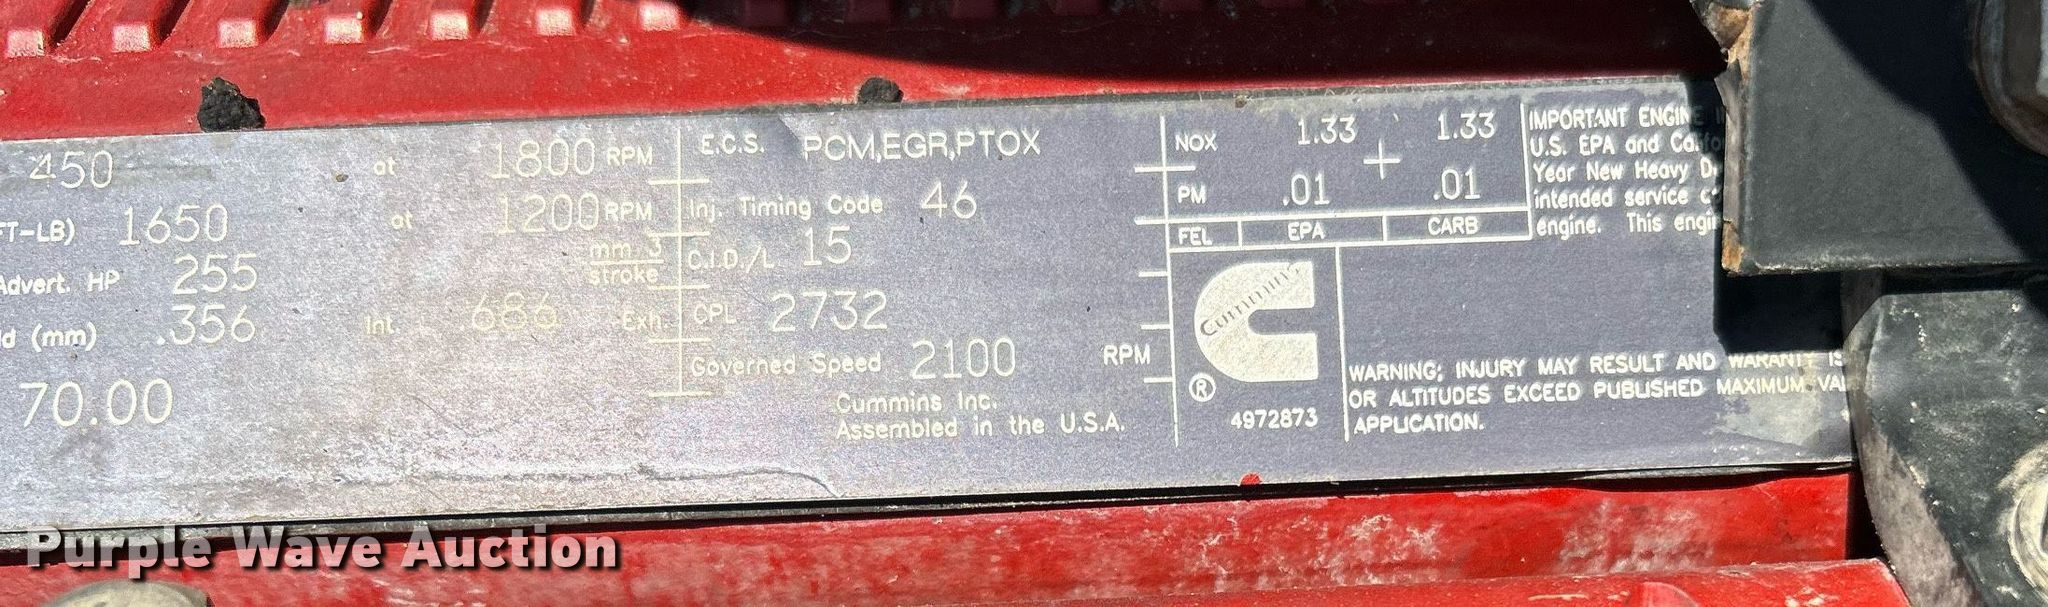 450 at 1800 RPM
FT-LB) 1650 at 1200 RPM
Advert. HP 255 mm 3
stroke
(mm) .356 Int. .686 Exh.
70.00
E.C.S. PCM,EGR,PTOX
Inj. Timing Code 46
C.I.D./L 15
CPL 2732
Governed Speed 2100 RPM
Cummins Inc.
Assembled in the U.S.A.
NOX 1.33 + 1.33
PM .01 .01
FEL EPA CARB
Cummins
®
4972873
IMPORTANT ENGINE
U.S. EPA and
Year New Heavy
intended service
engine. This
WARNING; INJURY MAY RESULT AND WARANTY IS
OR ALTITUDES EXCEED PUBLISHED MAXIMUM
APPLICATION.
Purple Wave Auction